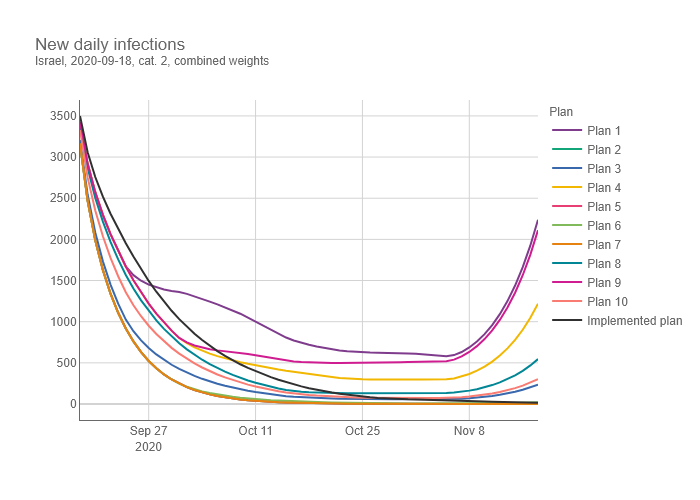 New daily infections
Israel, 2020-09-18, cat. 2, combined weights
Plan
3500
3000
2500
2000
1500
1000
500
0
Sep 27
2020
Oct 11
Oct 25
Nov 8
Plan 1
Plan 2
Plan 3
Plan 4
Plan 5
Plan 6
Plan 7
Plan 8
Plan 9
Plan 10
Implemented plan